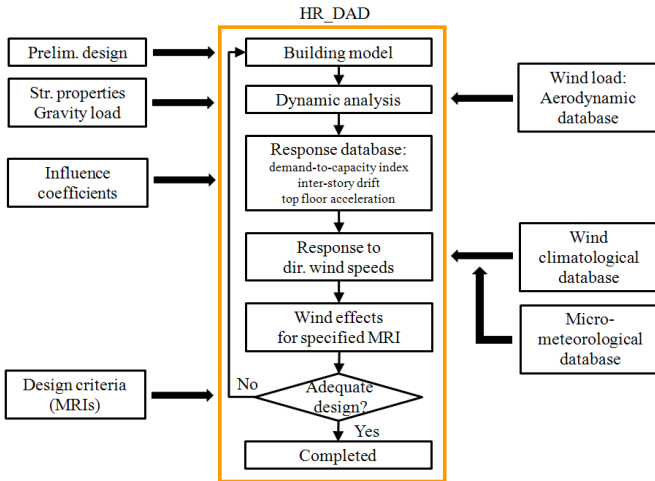 HR_DAD
Prelim. design
Building model
Str. properties
Gravity load
Dynamic analysis
Wind load:
Aerodynamic
database
Response database:
demand-to-capacity index
inter-story drift
top floor acceleration
Influence
coefficients
Response to
dir. wind speeds
Wind
climatological
database
Wind effects
for specified MRI
Micro-
meteorological
database
Design criteria
(MRIs)
No
Adequate
design?
Yes
Completed